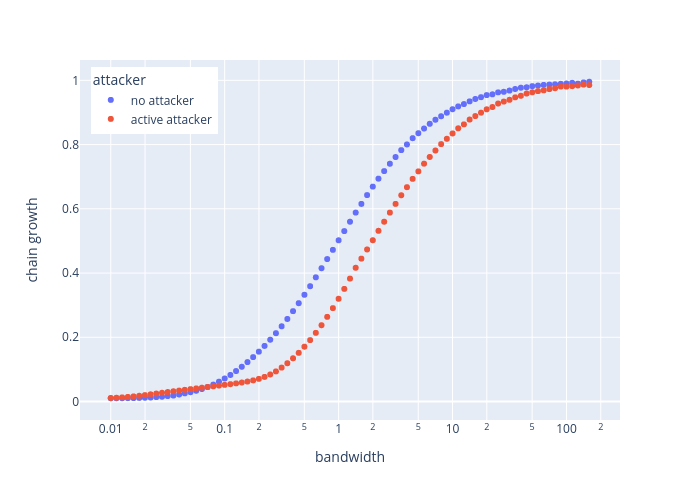 attacker
no attacker
active attacker
1
0.8
0.6
0.4
0.2
0
chain growth
0.01 2 5 0.1 2 5 1 2 5 10 2 5 100 2
bandwidth